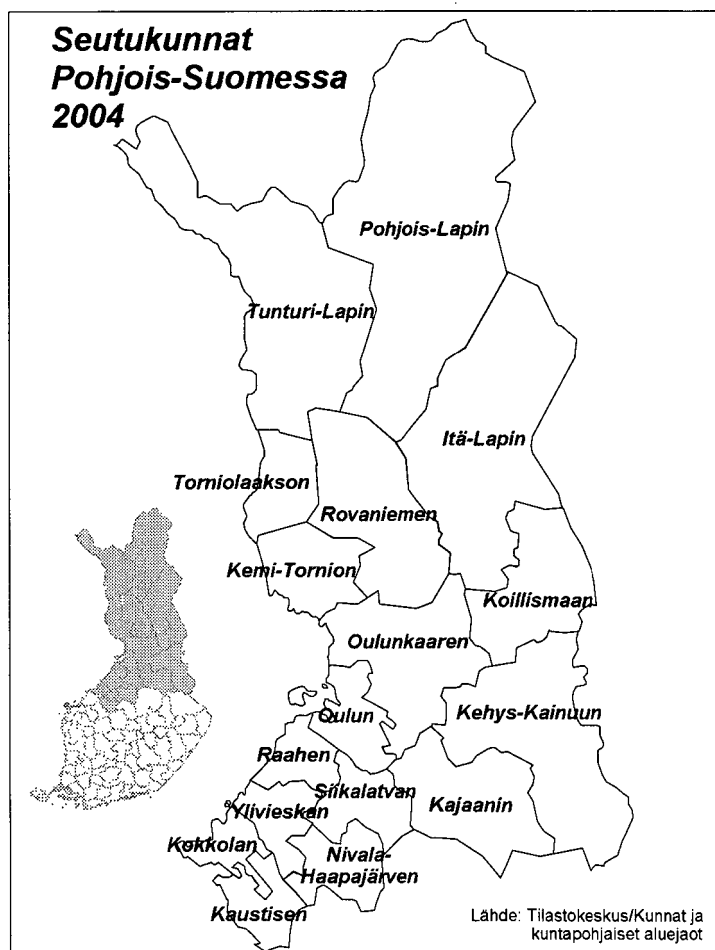 Seutukunnat
Pohjois-Suomessa
2004
Pohjois-Lapin
Tunturi-Lapin
Itä-Lapin
Torniolaakson
Rovaniemen
Kemi-Tornion
Koillismaan
Oulunkaaren
Oulun
Kehys-Kainuun
Raahen
Siikalatvan
Kajaanin
Ylivieskan
Kokkolan
Nivala-
Haapajärven
Kaustisen
Lähde: Tilastokeskus/Kunnat ja
kuntapohjaiset aluejaot